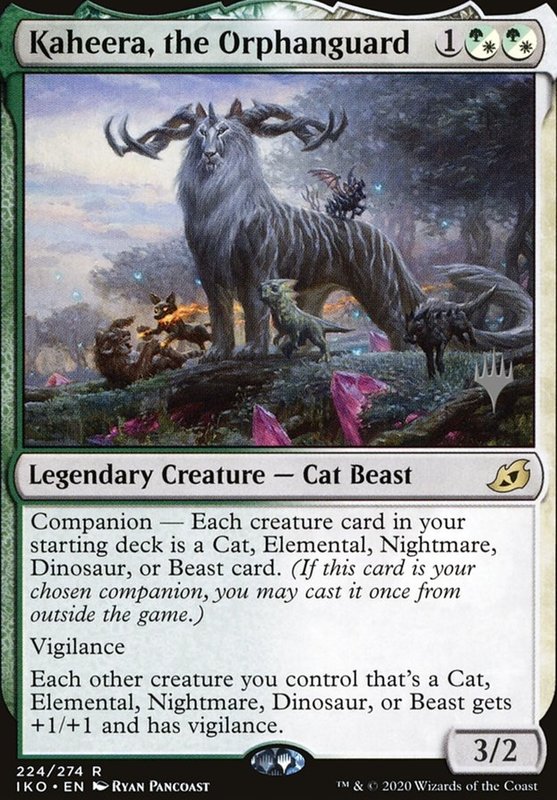 Kaheera, the Orphanguard 1
Legendary Creature — Cat Beast
Companion — Each creature card in your
starting deck is a Cat, Elemental, Nightmare,
Dinosaur, or Beast card. (If this card is your
chosen companion, you may cast it once from
outside the game.)
Vigilance
Each other creature you control that's a Cat,
Elemental, Nightmare, Dinosaur, or Beast gets
+1/+1 and has vigilance.
3/2
224/274 R
IKO • EN Ryan Pancoast
™ & © 2020 Wizards of the Coast